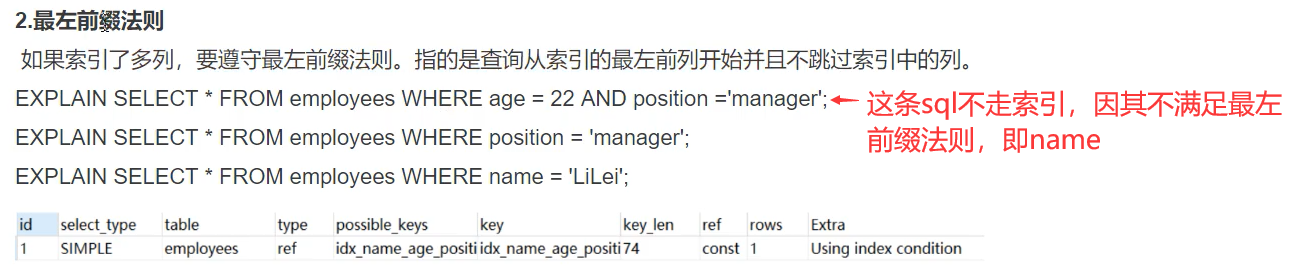 2.最左前缀法则
如果索引了多列，要遵守最左前缀法则。指的是查询从索引的最左前列开始并且不跳过索引中的列。
EXPLAIN SELECT * FROM employees WHERE age = 22 AND position ='manager';
这条sql不走索引，因其不满足最左
前缀法则，即name
EXPLAIN SELECT * FROM employees WHERE position = 'manager';
EXPLAIN SELECT * FROM employees WHERE name = 'LiLei';
id select_type table type possible_keys key key_len ref rows Extra
1 SIMPLE employees ref idx_name_age_positi idx_name_age_positi 74 const 1 Using index condition